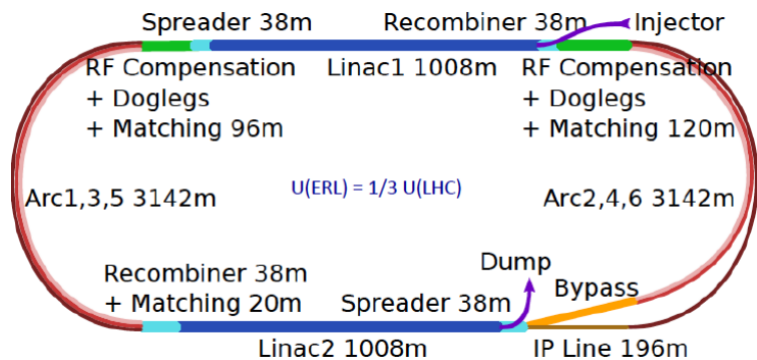 Spreader 38m
Recombiner 38m
Injector
RF Compensation
+ Doglegs
+ Matching 96m
Linac1 1008m
RF Compensation
+ Doglegs
+ Matching 120m
U(ERL) = 1/3 U(LHC)
Arc1,3,5 3142m
Arc2,4,6 3142m
Recombiner 38m
+ Matching 20m
Spreader 38m
Dump
Bypass
Linac2 1008m
IP Line 196m